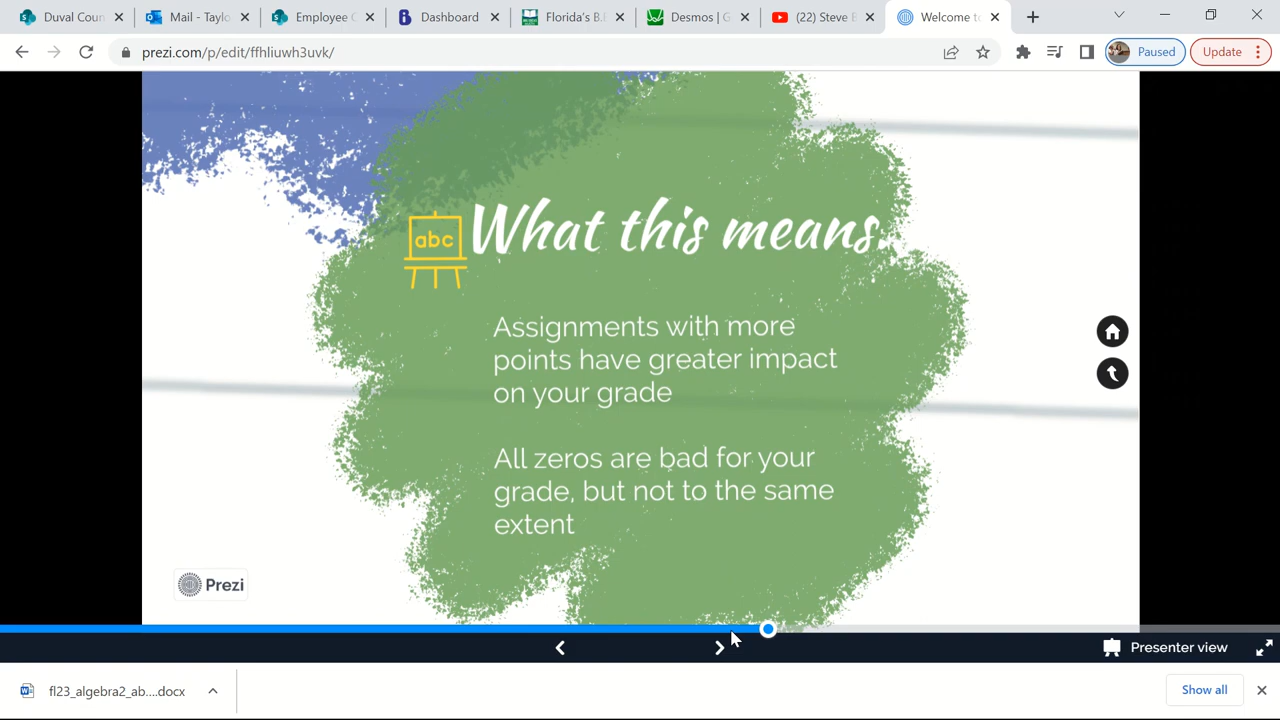 Duval Coun
Mail - Taylo
Employee C
Dashboard
Florida's B.I
Desmos | G
(22) Steve B
Welcome to
prezi.com/p/edit/ffhliuwh3uvk/
Paused
Update
abc
What this means.
Assignments with more
points have greater impact
on your grade
All zeros are bad for your
grade, but not to the same
extent
Prezi
Presenter view
fl23_algebra2_ab....docx
Show all